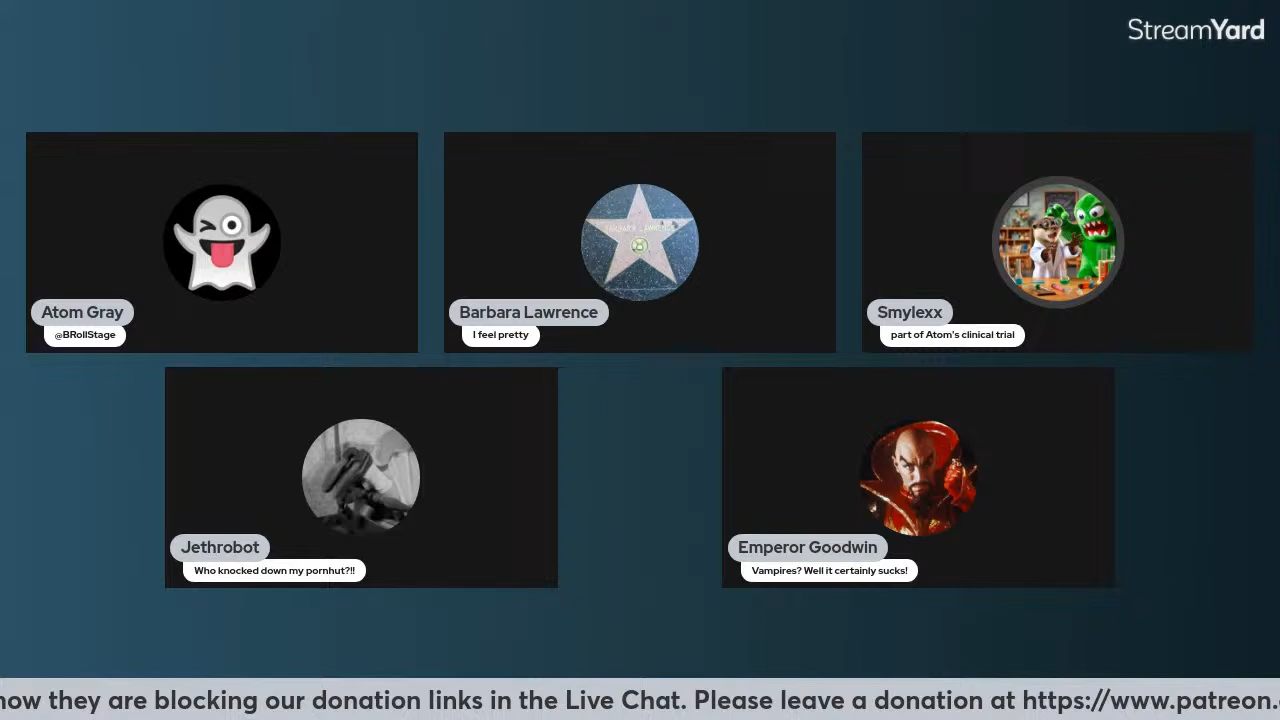 StreamYard
Atom Gray
@BRollStage
Barbara Lawrence
I feel pretty
Smylexx
part of Atom's clinical trial
Jethrobot
Who knocked down my pornhut?!!
Emperor Goodwin
Vampires? Well it certainly sucks!
now they are blocking our donation links in the Live Chat. Please leave a donation at https://www.patreon.